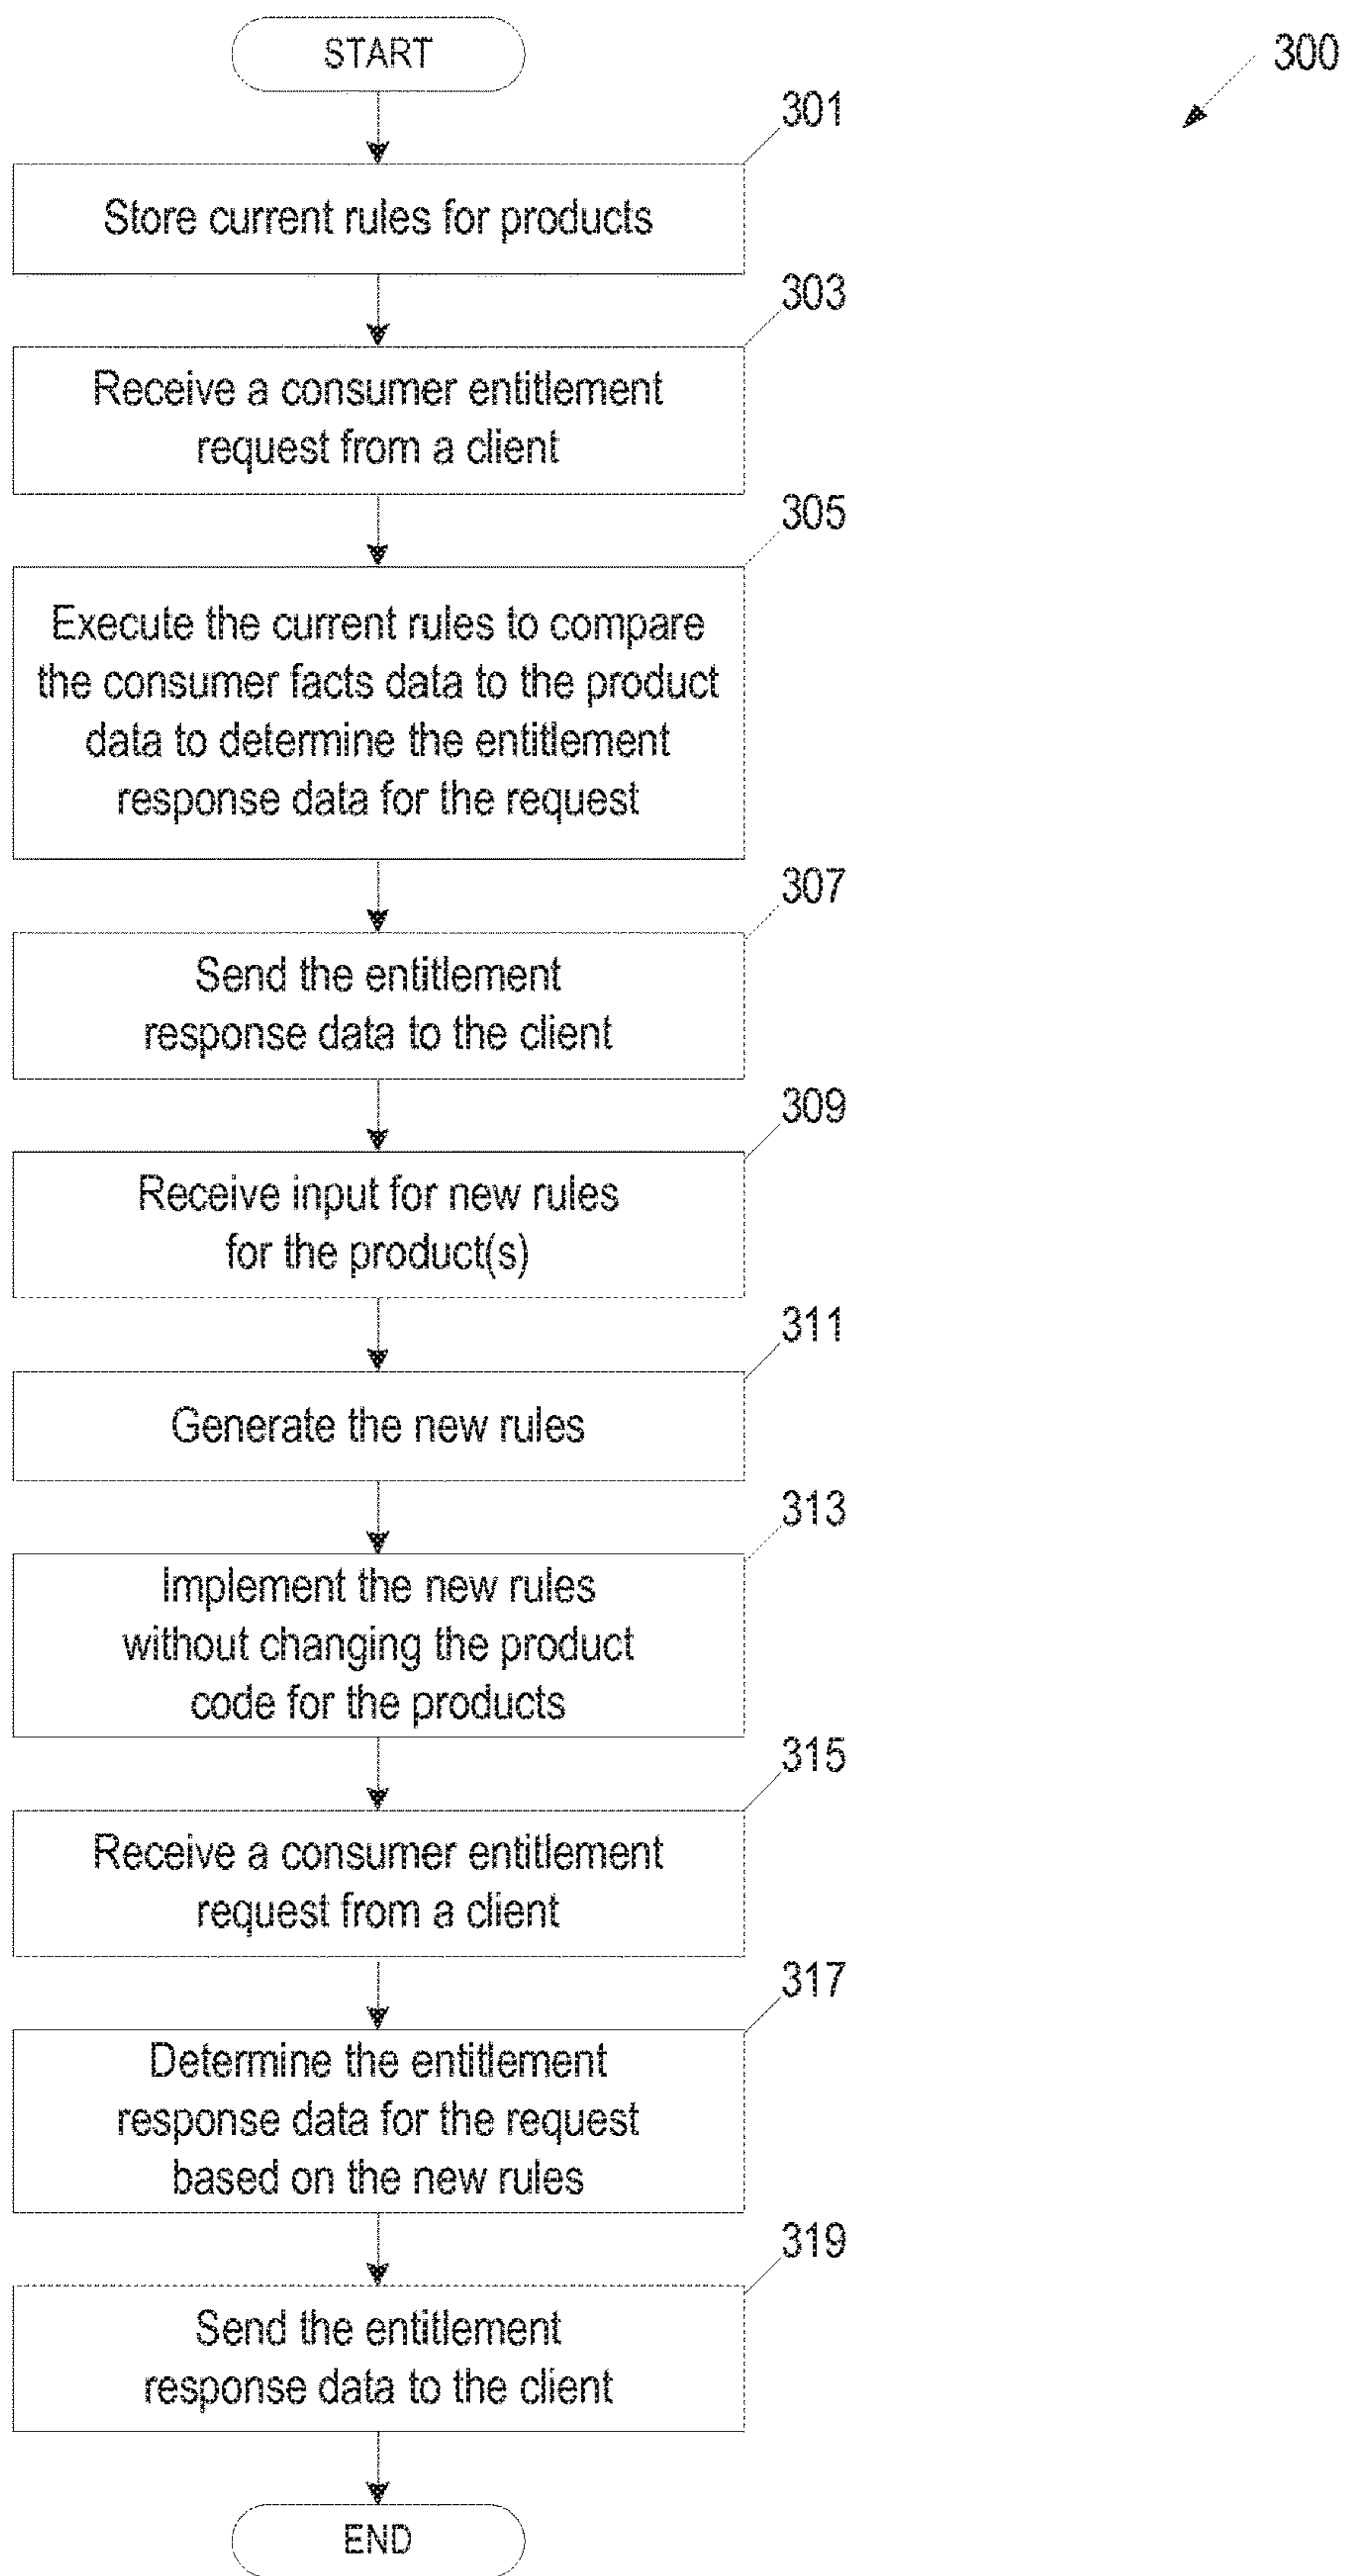 START
300
301
Store current rules for products
303
Receive a consumer entitlement
request from a client
305
Execute the current rules to compare
the consumer facts data to the product
data to determine the entitlement
response data for the request
307
Send the entitlement
response data to the client
309
Receive input for new rules
for the product(s)
311
Generate the new rules
313
Implement the new rules
without changing the product
code for the products
315
Receive a consumer entitlement
request from a client
317
Determine the entitlement
response data for the request
based on the new rules
319
Send the entitlement
response data to the client
END